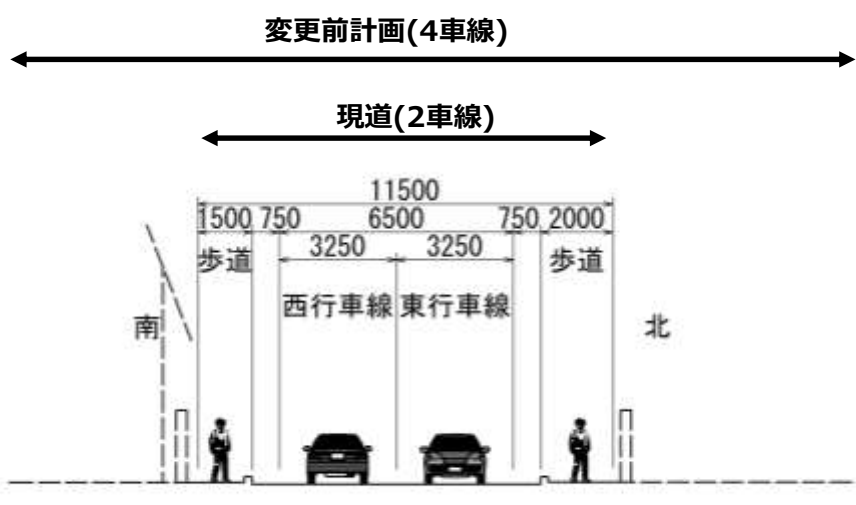 変更前計画(4車線)
現道(2車線)
11500
1500 750 6500 750 2000
歩道 3250 3250 歩道
西行車線 東行車線
南 北